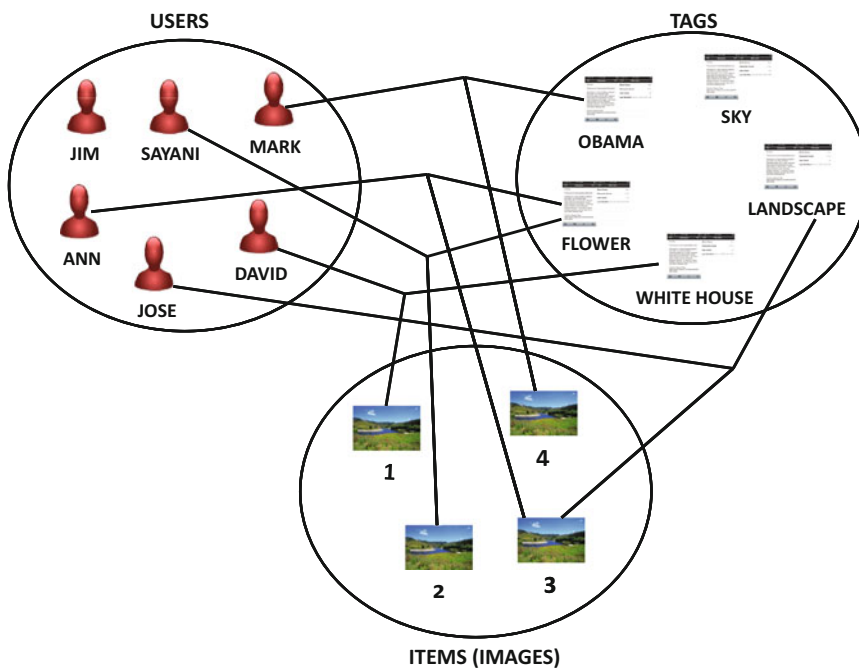 USERS
TAGS
JIM
SAYANI
MARK
ANN
DAVID
JOSE
OBAMA
SKY
LANDSCAPE
FLOWER
WHITE HOUSE
1
4
2
3
ITEMS (IMAGES)